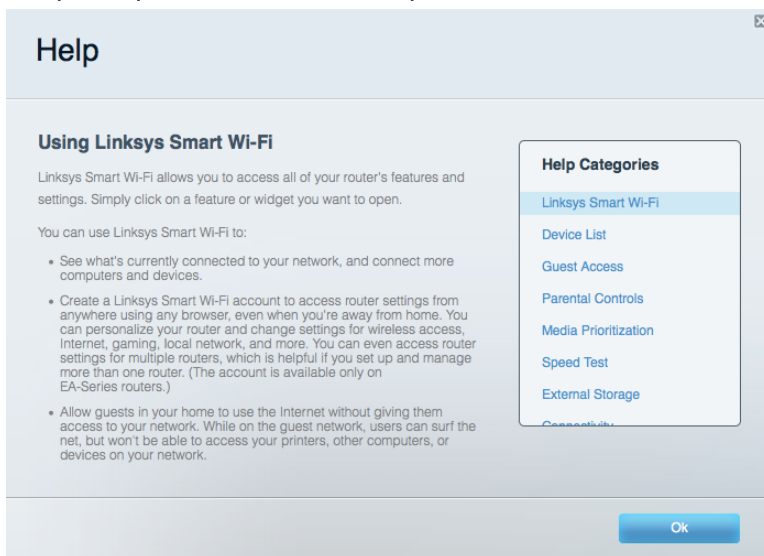 Help
Using Linksys Smart Wi-Fi
Linksys Smart Wi-Fi allows you to access all of your router's features and
settings. Simply click on a feature or widget you want to open.
You can use Linksys Smart Wi-Fi to:
• See what's currently connected to your network, and connect more
computers and devices.
• Create a Linksys Smart Wi-Fi account to access router settings from
anywhere using any browser, even when you're away from home. You
can personalize your router and change settings for wireless access,
Internet, gaming, local network, and more. You can even access router
settings for multiple routers, which is helpful if you set up and manage
more than one router. (The account is available only on
EA-Series routers.)
• Allow guests in your home to use the Internet without giving them
access to your network. While on the guest network, users can surf the
net, but won't be able to access your printers, other computers, or
devices on your network.
Help Categories
Linksys Smart Wi-Fi
Device List
Guest Access
Parental Controls
Media Prioritization
Speed Test
External Storage
Connectivity
Ok